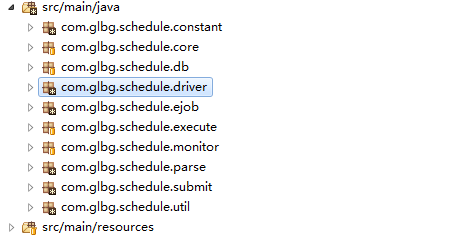 src/main/java
com.glbg.schedule.constant
com.glbg.schedule.core
com.glbg.schedule.db
com.glbg.schedule.driver
com.glbg.schedule.ejob
com.glbg.schedule.execute
com.glbg.schedule.monitor
com.glbg.schedule.parse
com.glbg.schedule.submit
com.glbg.schedule.util
src/main/resources